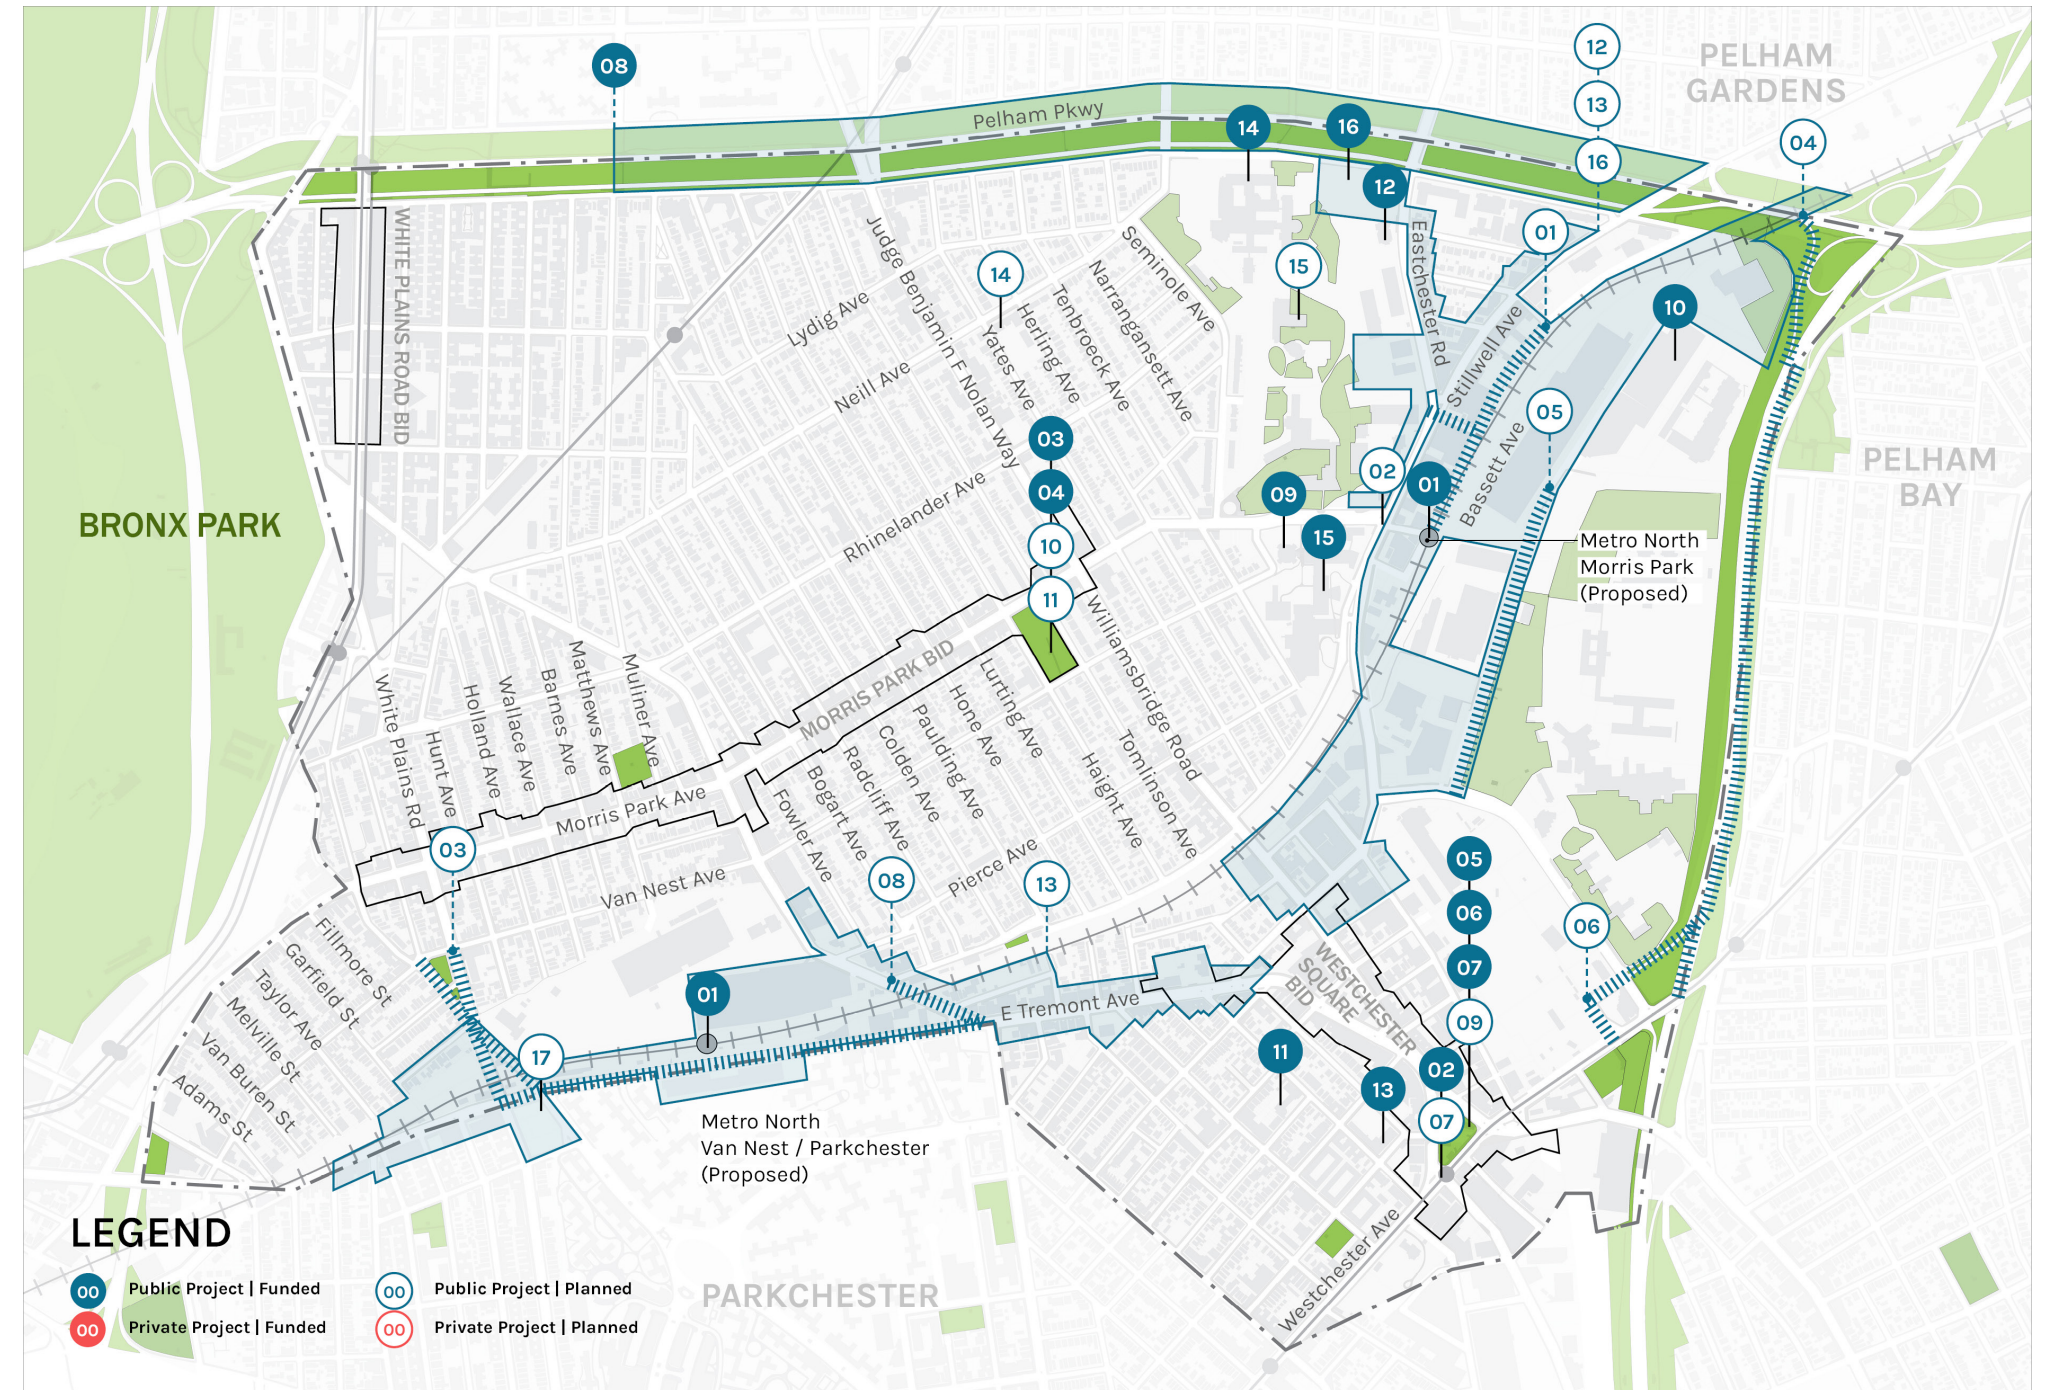 12
PELHAM
GARDENS
08
13
Pelham Pkwy
14
16
16
04
12
WHITE PLAINS ROAD BID
Judge Benjamin F Nolan Way
Seminole Ave
Eastchester Rd
01
14
15
Narrangansett Ave
Tenbroeck Ave
Herling Ave
Yates Ave
Lydig Ave
Neill Ave
Stillwell Ave
10
05
03
PELHAM
BAY
Bassett Ave
02
01
04
09
Rhinelander Ave
BRONX PARK
15
10
Metro North
Morris Park
(Proposed)
11
Williamsbridge Road
MORRIS PARK BID
White Plains Rd
Hunt Ave
Holland Ave
Wallace Ave
Barnes Ave
Matthews Ave
Muliner Ave
Lurting Ave
Hone Ave
Paulding Ave
Colden Ave
Radcliff Ave
Bogart Ave
Fowler Ave
Haight Ave
Tomlinson Ave
Morris Park Ave
03
Van Nest Ave
08
Pierce Ave
13
05
06
07
09
06
WESTCHESTER
SQUARE
BID
Fillmore St
Garfield St
Taylor Ave
Melville St
Van Buren St
Adams St
01
E Tremont Ave
17
11
13
02
07
Metro North
Van Nest / Parkchester
(Proposed)
Westchester Ave
PARKCHESTER
LEGEND
00 Public Project | Funded
00 Public Project | Planned
00 Private Project | Funded
00 Private Project | Planned